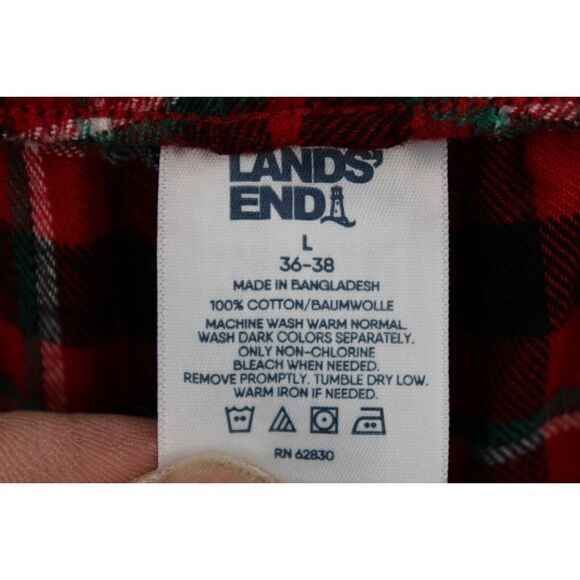 LANDS'
END
L
36-38
MADE IN BANGLADESH
100% COTTON/BAUMWOLLE
MACHINE WASH WARM NORMAL.
WASH DARK COLORS SEPARATELY.
ONLY NON-CHLORINE
BLEACH WHEN NEEDED.
REMOVE PROMPTLY. TUMBLE DRY LOW.
WARM IRON IF NEEDED.
RN 62830